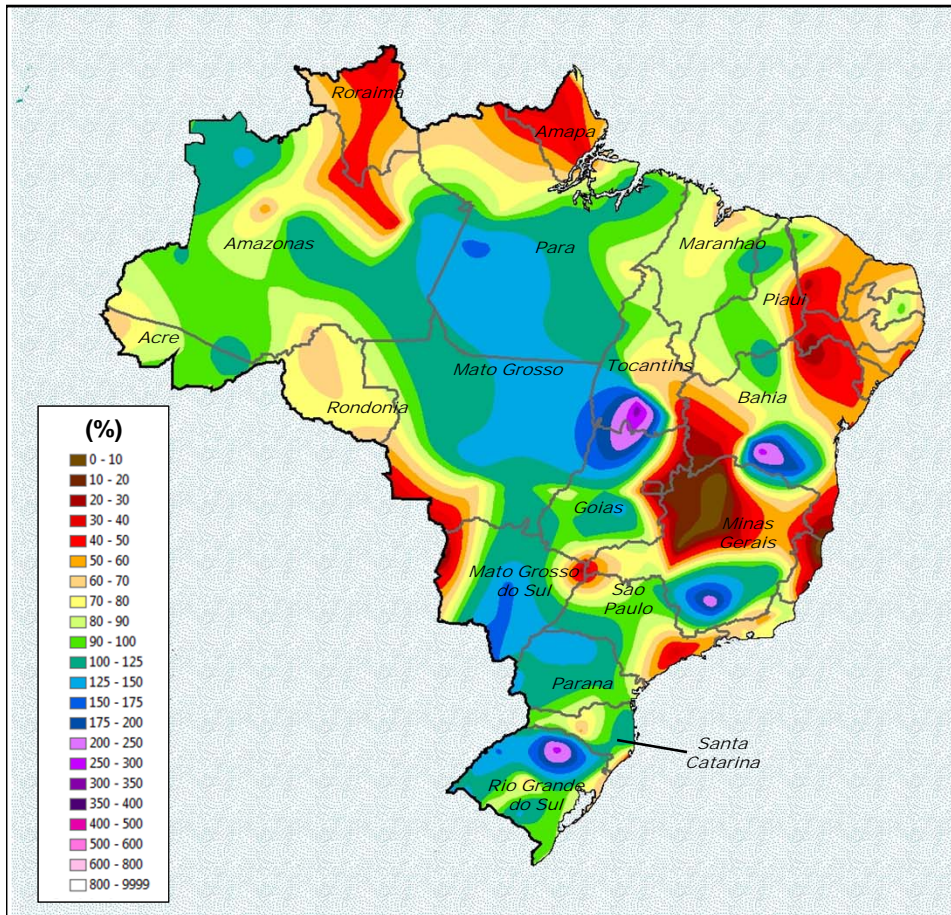 Roraima
Amapa
Amazonas
Para
Maranhao
Piaui
Acre
Mato Grosso
Tocantins
Rondonia
Bahia
Goias
Minas
Gerais
Mato Grosso
do Sul
Sao
Paulo
Parana
Santa
Catarina
Rio Grande
do Sul
(%)
0 - 10
10 - 20
20 - 30
30 - 40
40 - 50
50 - 60
60 - 70
70 - 80
80 - 90
90 - 100
100 - 125
125 - 150
150 - 175
175 - 200
200 - 250
250 - 300
300 - 350
350 - 400
400 - 500
500 - 600
600 - 800
800 - 9999